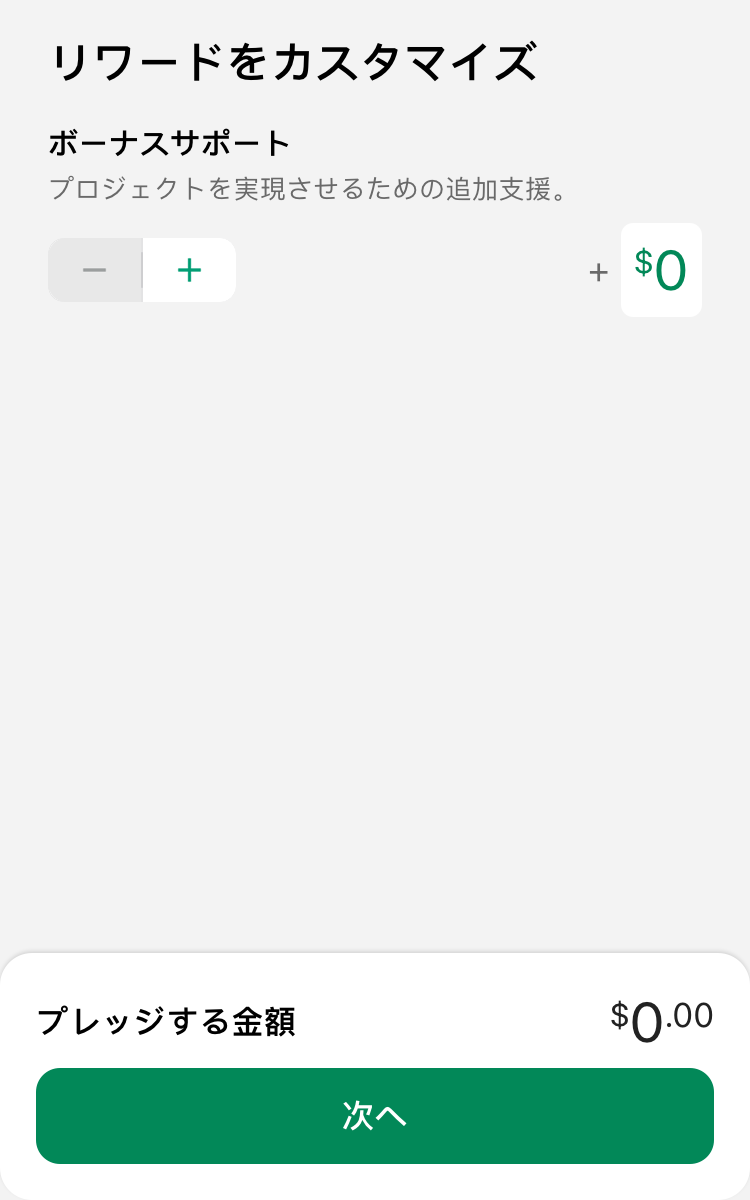 リワードをカスタマイズ
ボーナスサポート
プロジェクトを実現させるための追加支援。
− + + $0
プレッジする金額 $0.00
次へ